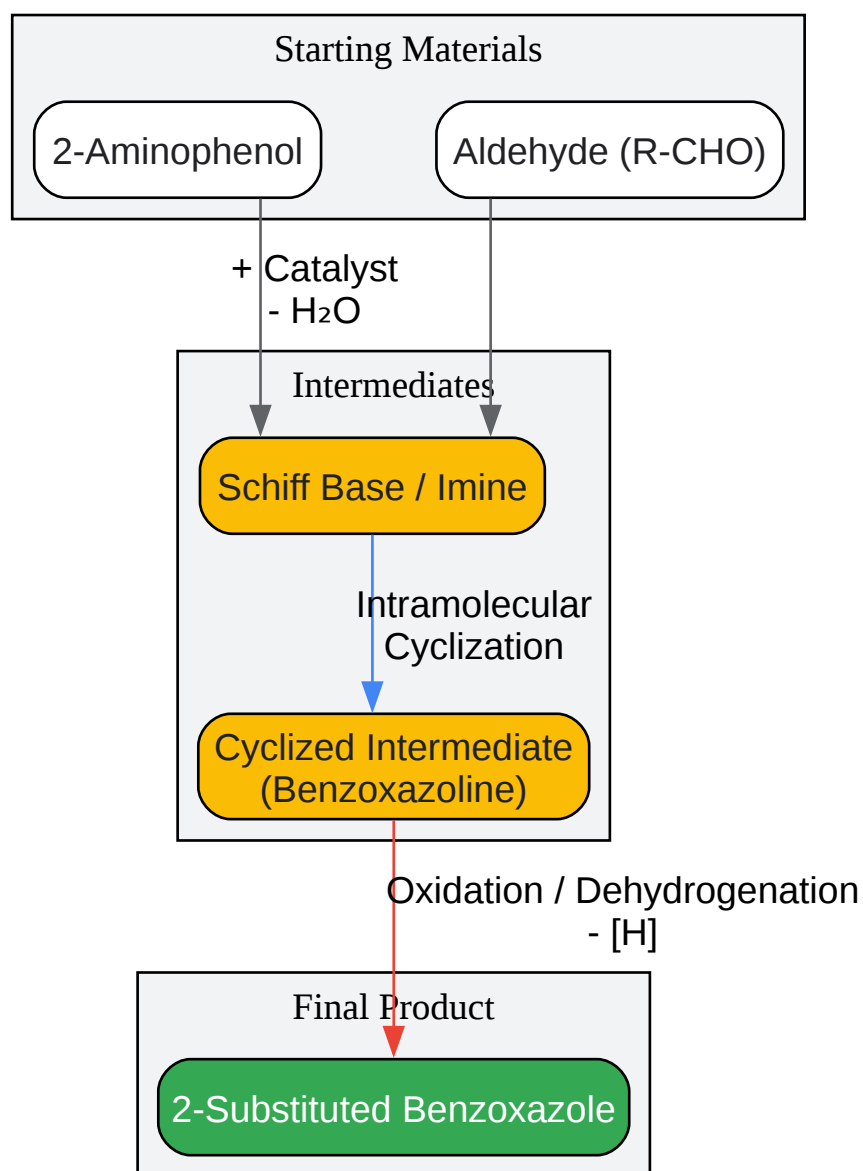 Starting Materials
2-Aminophenol
Aldehyde (R-CHO)
+ Catalyst
- H₂O
Intermediates
Schiff Base / Imine
Intramolecular
Cyclization
Cyclized Intermediate
(Benzoxazoline)
Oxidation / Dehydrogenation
- [H]
Final Product
2-Substituted Benzoxazole